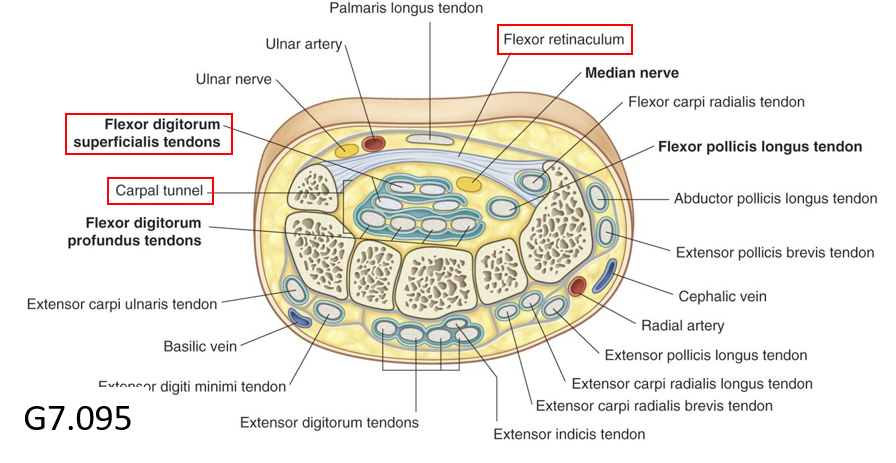 Palmaris longus tendon
Ulnar artery
Flexor retinaculum
Ulnar nerve
Median nerve
Flexor carpi radialis tendon
Flexor digitorum
superficialis tendons
Flexor pollicis longus tendon
Carpal tunnel
Abductor pollicis longus tendon
Flexor digitorum
profundus tendons
Extensor pollicis brevis tendon
Cephalic vein
Extensor carpi ulnaris tendon
Radial artery
Basilic vein
Extensor pollicis longus tendon
Extensor digiti minimi tendon
Extensor carpi radialis longus tendon
Extensor carpi radialis brevis tendon
G7.095
Extensor digitorum tendons
Extensor indicis tendon